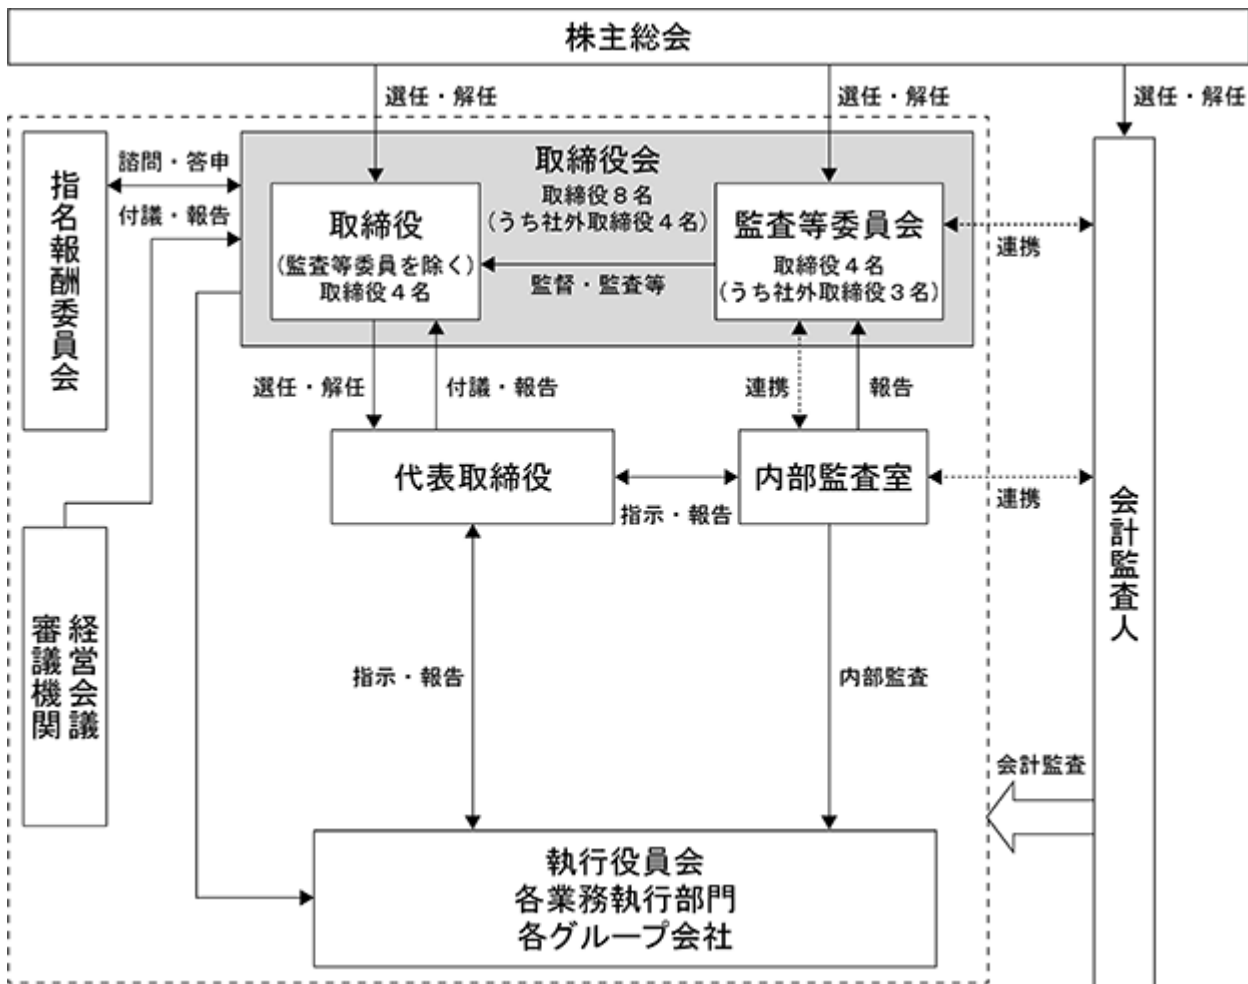 株主総会
選任・解任
選任・解任
選任・解任
指名報酬委員会
諮問・答申
付議・報告
取締役会
取締役8名
(うち社外取締役4名)
取締役
(監査等委員を除く)
取締役4名
監督・監査等
監査等委員会
取締役4名
(うち社外取締役3名)
連携
選任・解任
付議・報告
連携
報告
代表取締役
指示・報告
内部監査室
連携
会計監査人
経営会議
審議機関
指示・報告
内部監査
会計監査
執行役員会
各業務執行部門
各グループ会社